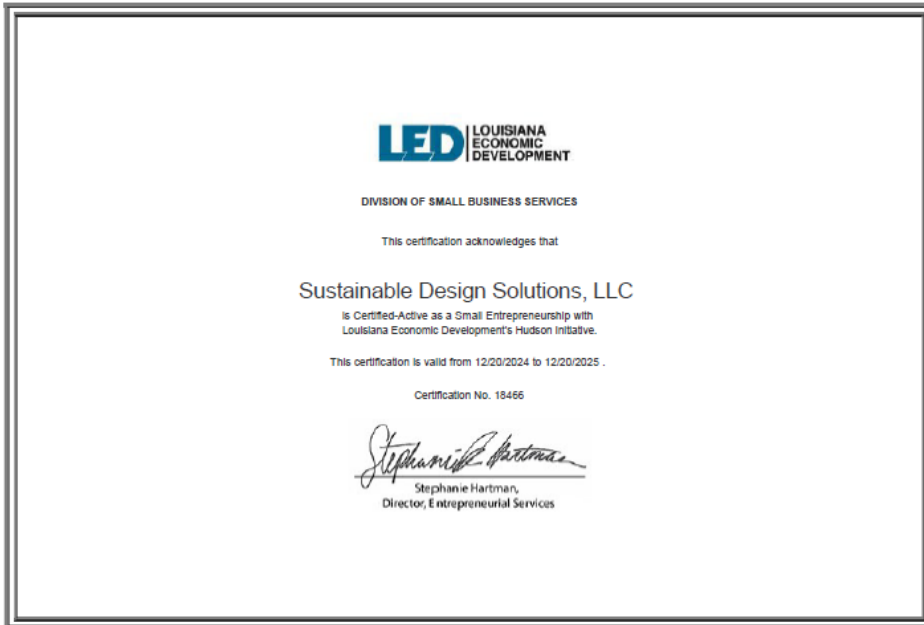 LED LOUISIANA
ECONOMIC
DEVELOPMENT
DIVISION OF SMALL BUSINESS SERVICES
This certification acknowledges that
Sustainable Design Solutions, LLC
is Certified-Active as a Small Entrepreneurship with
Louisiana Economic Development's Hudson Initiative.
This certification is valid from 12/20/2024 to 12/20/2025 .
Certification No. 18466
Stephanie Hartman
Stephanie Hartman,
Director, Entrepreneurial Services